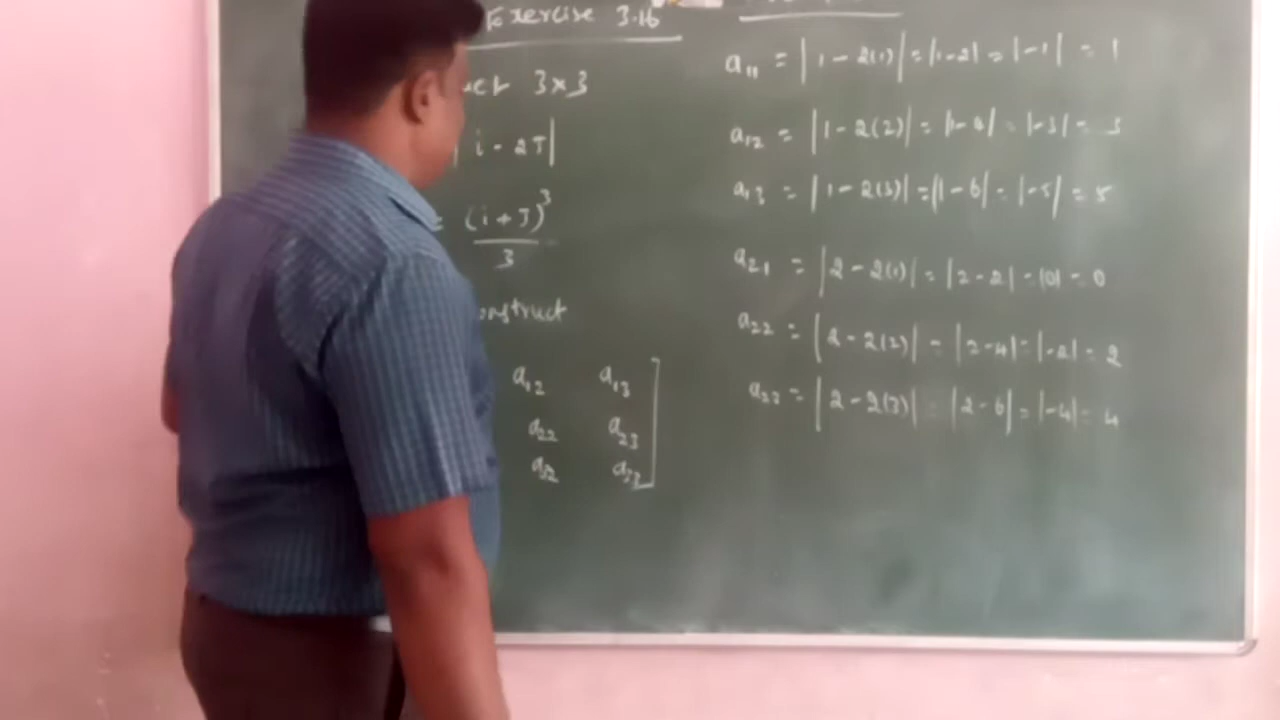 Exercise 3.16
uct 3×3
| i - 2J |
= (i + J)³
3
onstruct
a12 a13
a22 a23
a32 a33
a11 = |1 - 2(1)| = |1-2| = |-1| = 1
a12 = |1 - 2(2)| = |1-4| = |-3| = 3
a13 = |1 - 2(3)| = |1-6| = |-5| = 5
a21 = |2 - 2(1)| = |2-2| = |0| = 0
a22 = |2 - 2(2)| = |2-4| = |-2| = 2
a23 = |2 - 2(3)| = |2-6| = |-4| = 4